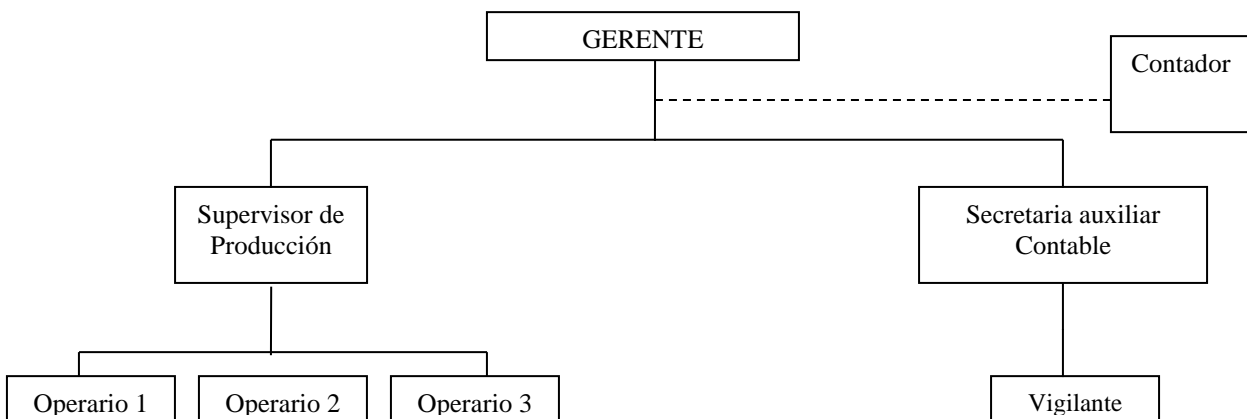 GERENTE
Contador
Supervisor de
Producción
Secretaria auxiliar
Contable
Operario 1
Operario 2
Operario 3
Vigilante